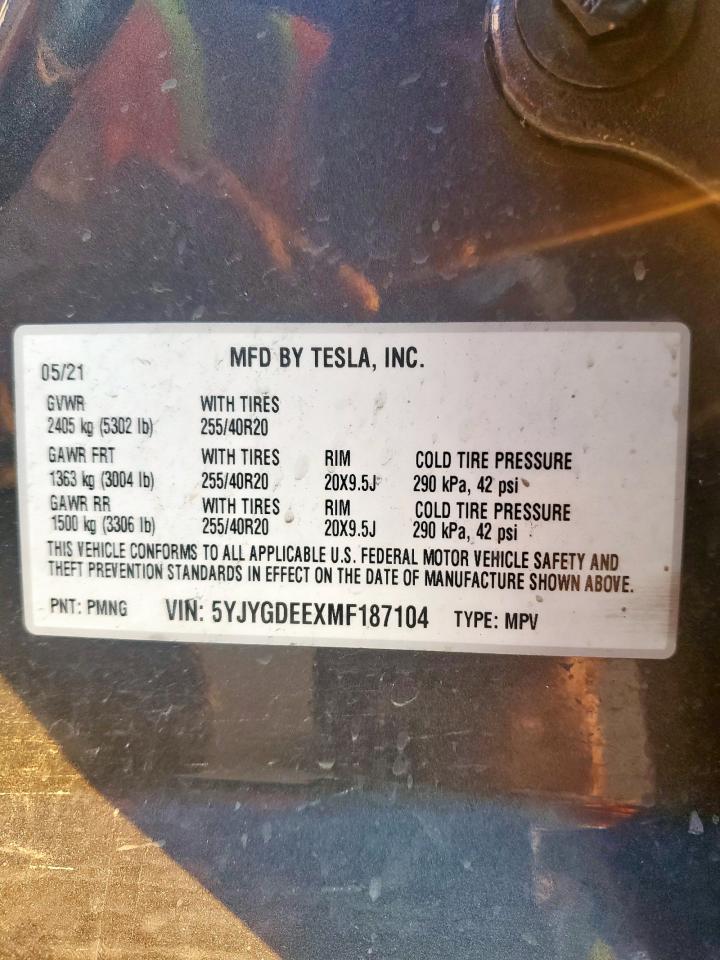 MFD BY TESLA, INC.
05/21
GVWR WITH TIRES
2405 kg (5302 lb) 255/40R20
GAWR FRT WITH TIRES RIM COLD TIRE PRESSURE
1363 kg (3004 lb) 255/40R20 20X9.5J 290 kPa, 42 psi
GAWR RR WITH TIRES RIM COLD TIRE PRESSURE
1500 kg (3306 lb) 255/40R20 20X9.5J 290 kPa, 42 psi
THIS VEHICLE CONFORMS TO ALL APPLICABLE U.S. FEDERAL MOTOR VEHICLE SAFETY AND
THEFT PREVENTION STANDARDS IN EFFECT ON THE DATE OF MANUFACTURE SHOWN ABOVE.
PNT: PMNG VIN: 5YJYGDEEXMF187104 TYPE: MPV